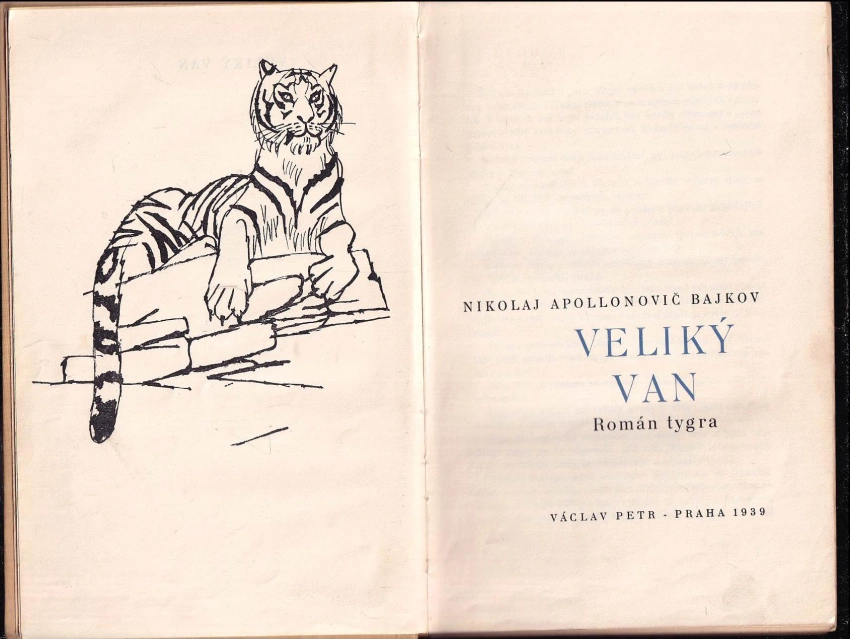 NIKOLAJ APOLLONOVIČ BAJKOV
VELIKÝ
VAN
Román tygra
VÁCLAV PETR - PRAHA 1939